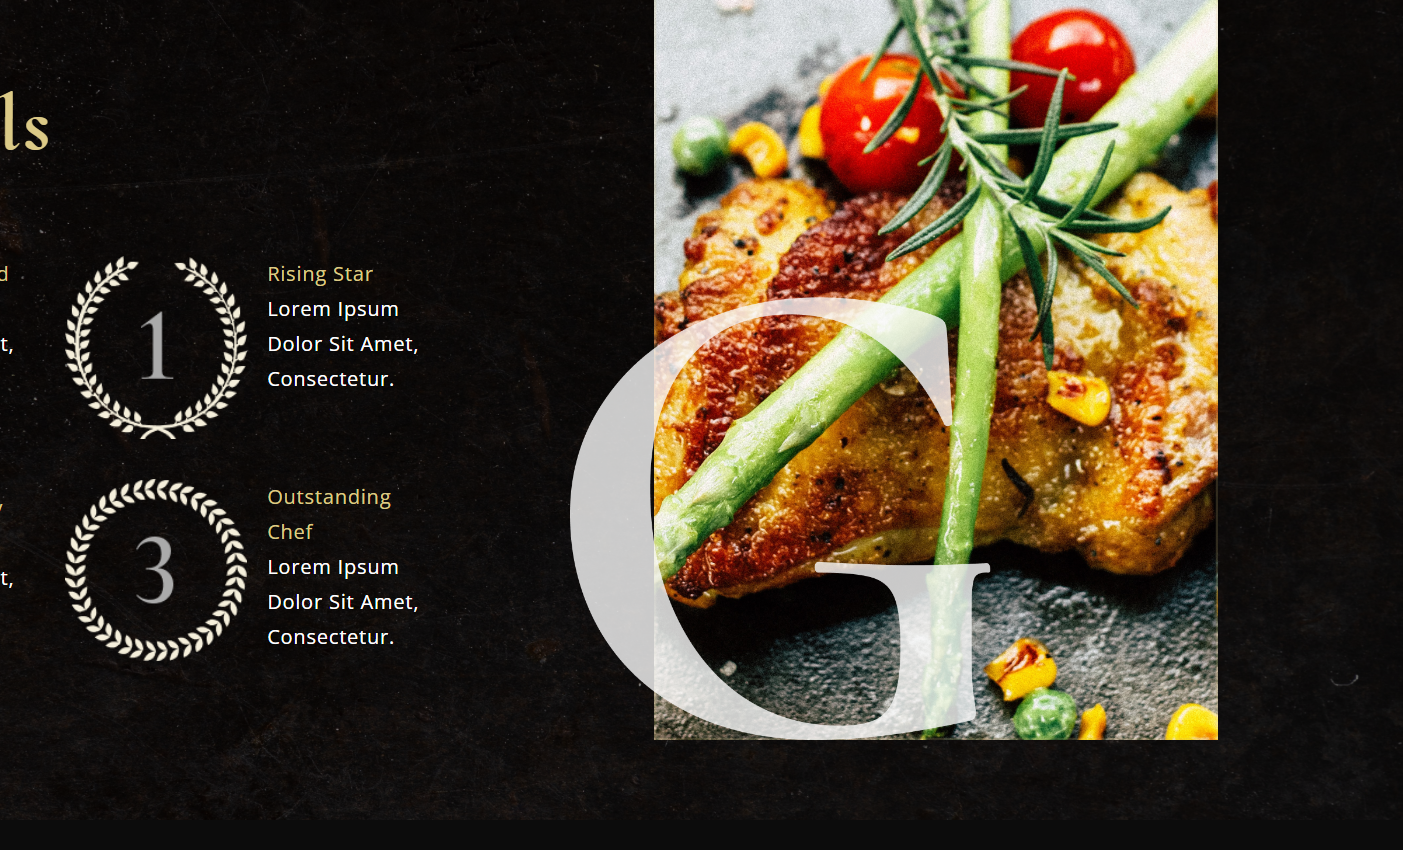 ls
d
t,
1
Rising Star
Lorem Ipsum
Dolor Sit Amet,
Consectetur.
t,
3
Outstanding
Chef
Lorem Ipsum
Dolor Sit Amet,
Consectetur.
G